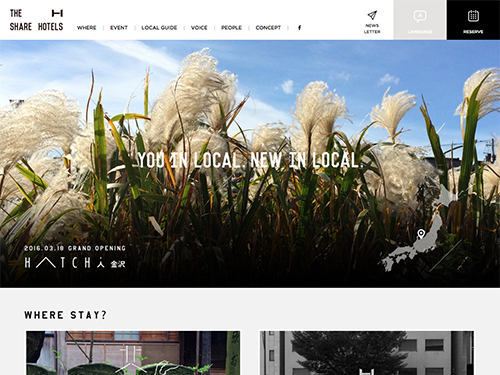 THE H
SHARE HOTELS
WHERE
EVENT
LOCAL GUIDE
VOICE
PEOPLE
CONCEPT
f
NEWS
LETTER
A
LANGUAGE
RESERVE
YOU IN LOCAL. NEW IN LOCAL.
2016.03.18 GRAND OPENING
HATCHi 金沢
WHERE STAY?